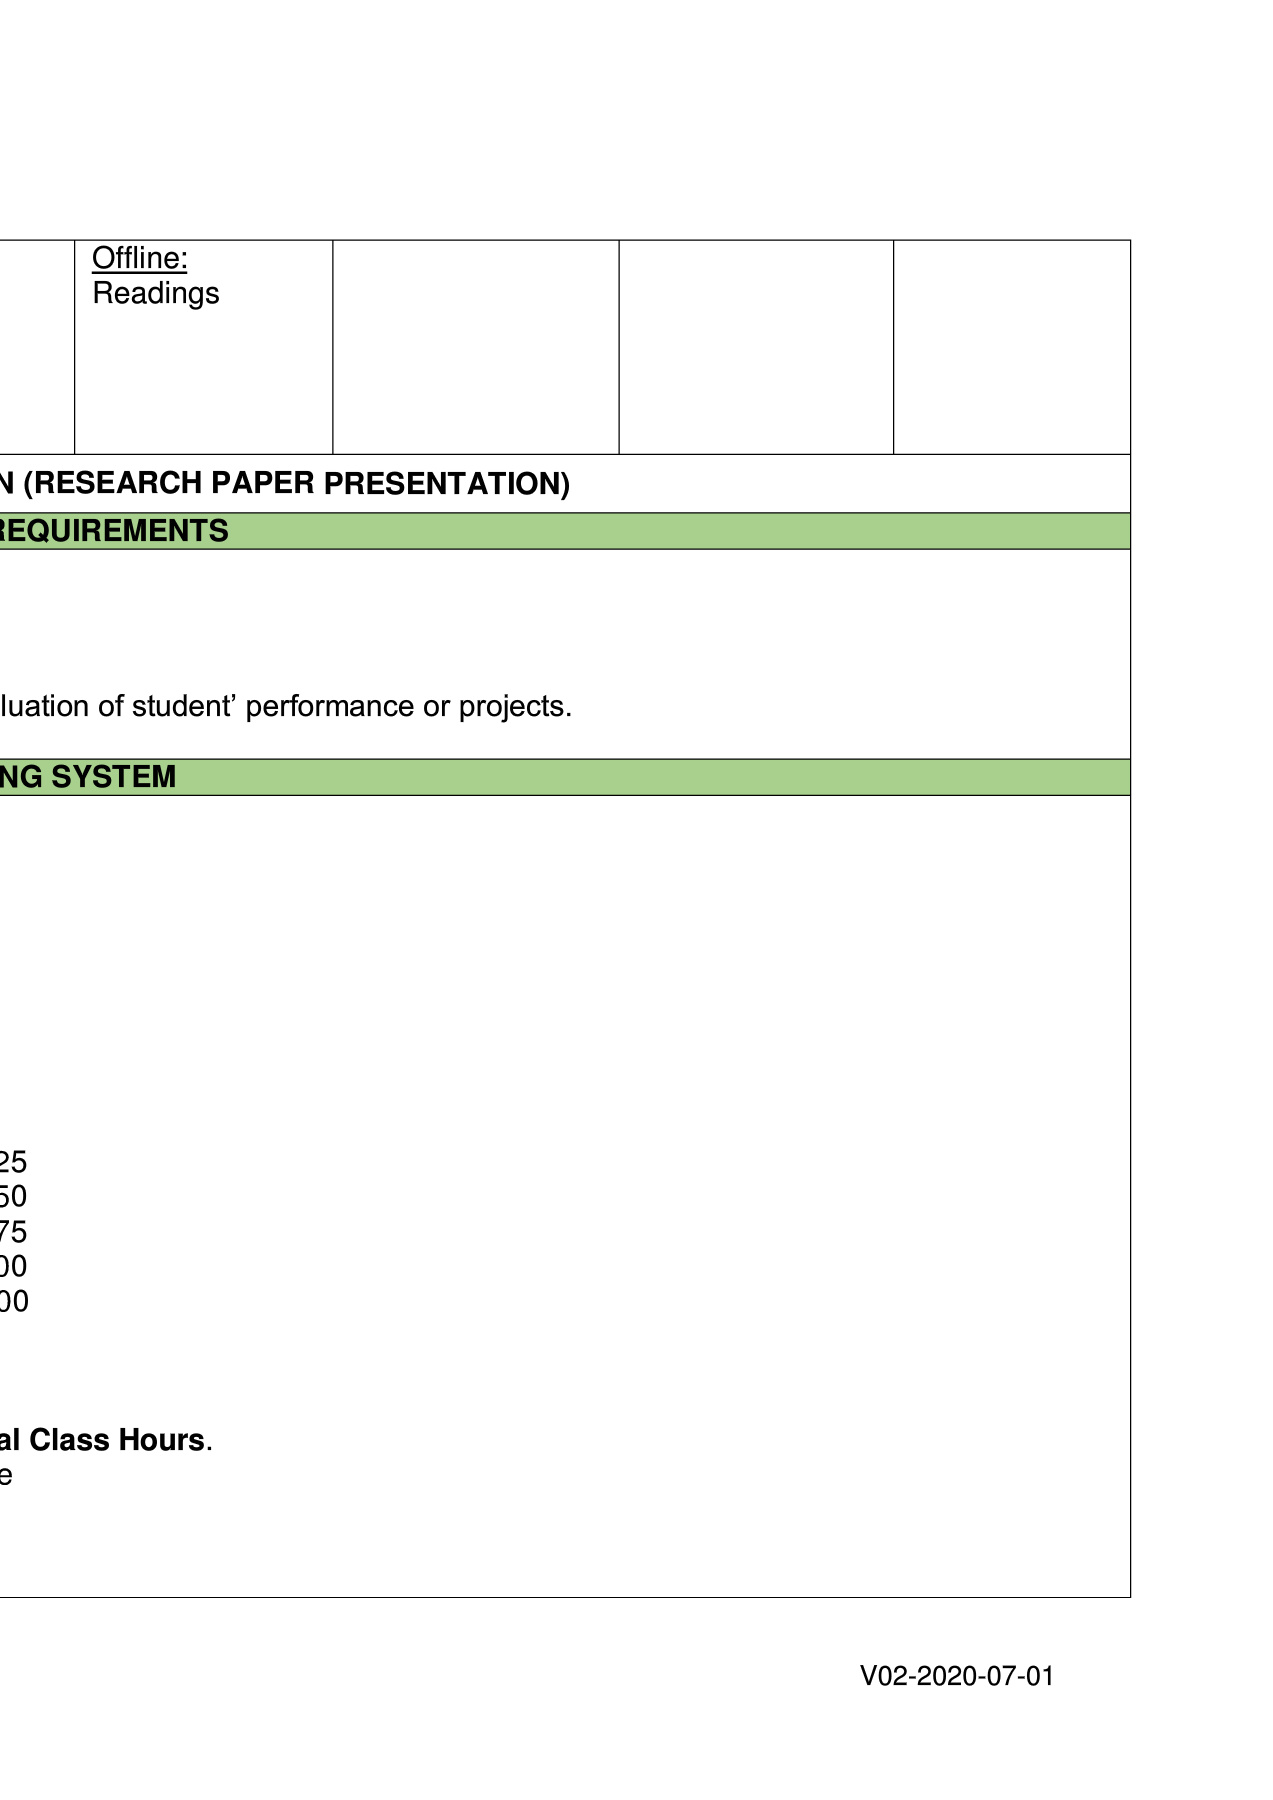 Offline:
Readings
N (RESEARCH PAPER PRESENTATION)
REQUIREMENTS
luation of student’ performance or projects.
NG SYSTEM
25
50
75
00
00
al Class Hours.
e
V02-2020-07-01